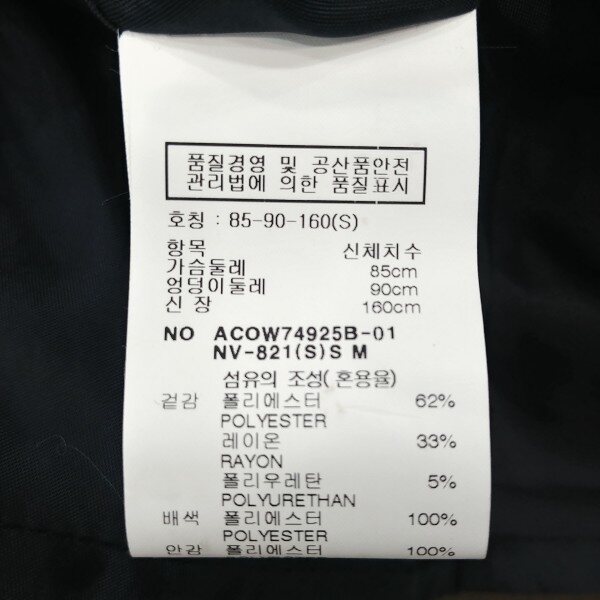 품질경영 및 공산품안전
관리법에 의한 품질표시
호칭 : 85-90-160(S)
항목 신체치수
가슴둘레 85cm
엉덩이둘레 90cm
신 장 160cm
NO ACOW74925B-01
NV-821(S)S M
섬유의 조성( 혼용율)
겉감 폴리에스터 62%
POLYESTER
레이온 33%
RAYON
폴리우레탄 5%
POLYURETHAN
배색 폴리에스터 100%
POLYESTER
안감 폴리에스터 100%